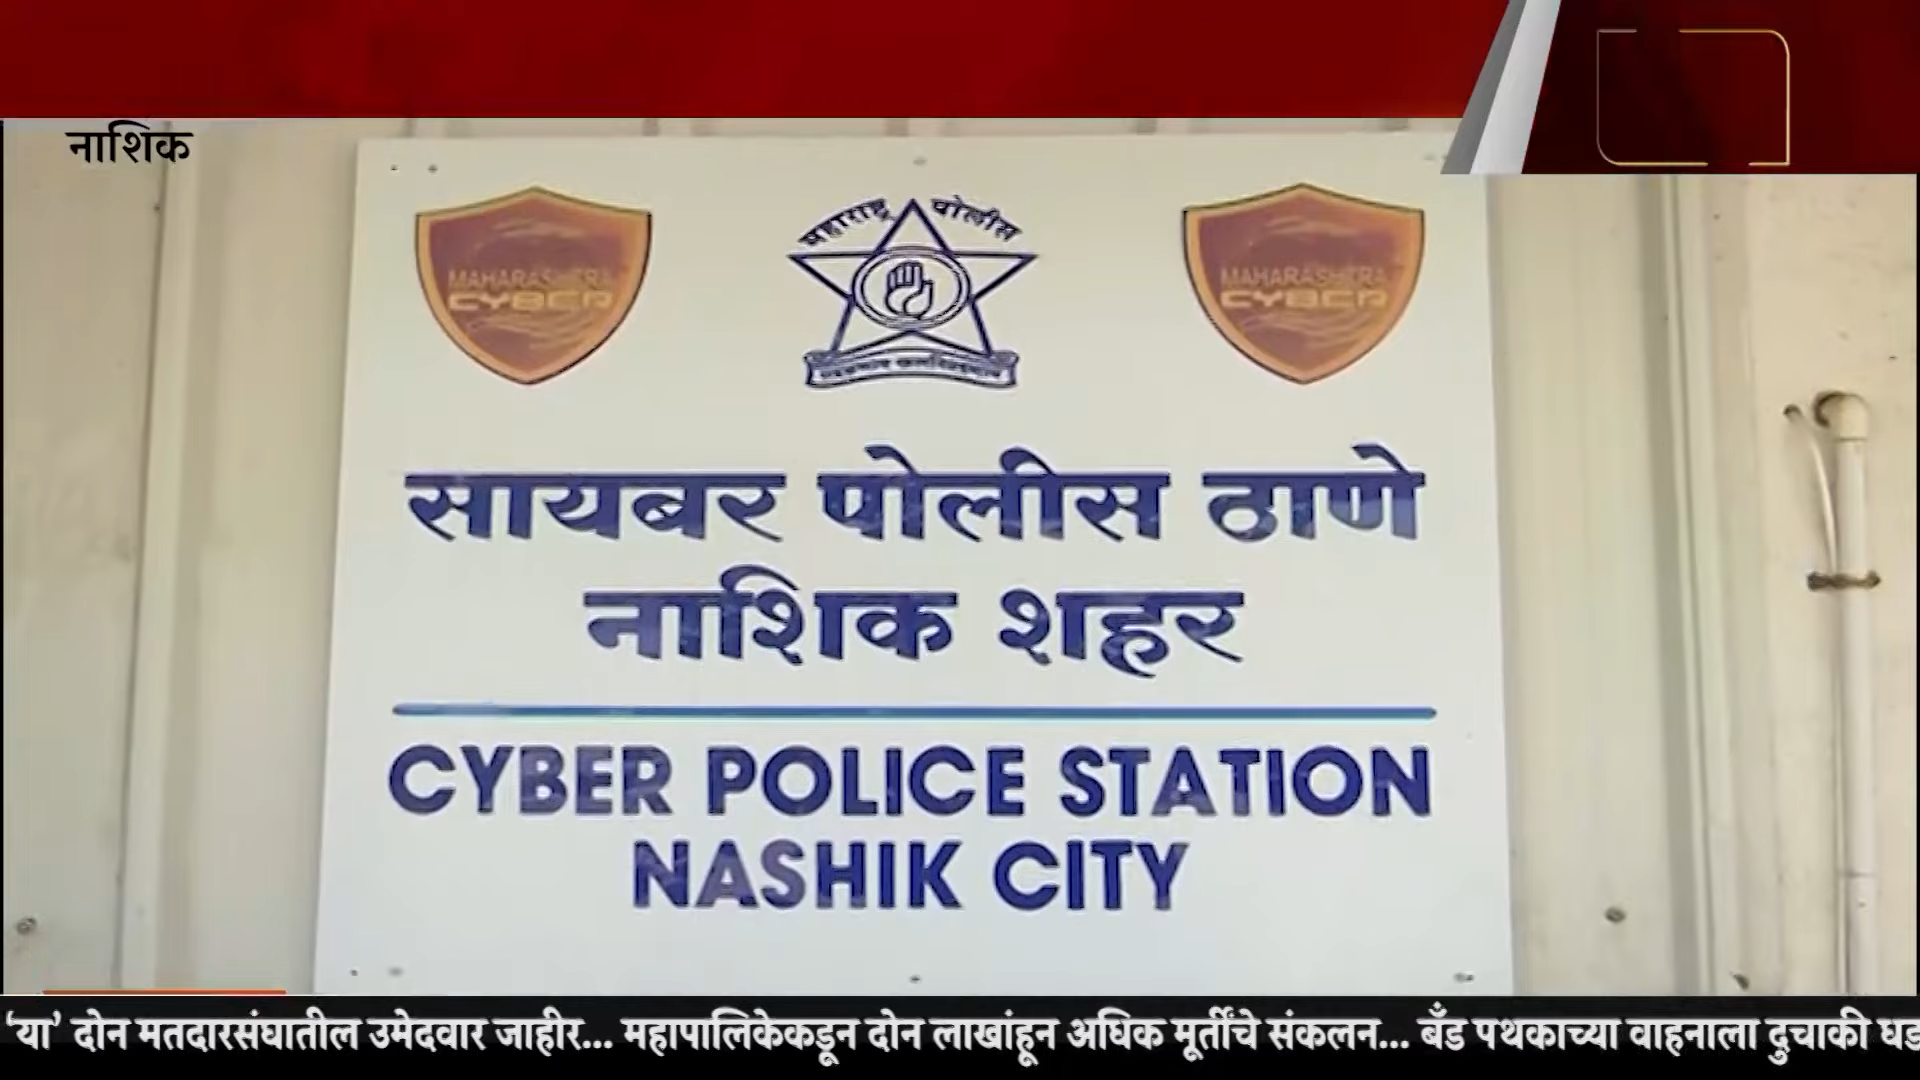 नाशिक
महाराष्ट्र पोलीस
MAHARASHTRA
CYBER
MAHARASHTRA
CYBER
सायबर पोलीस ठाणे
नाशिक शहर
CYBER POLICE STATION
NASHIK CITY
‘या’ दोन मतदारसंघातील उमेदवार जाहीर... महापालिकेकडून दोन लाखांहून अधिक मूर्तींचे संकलन... बँड पथकाच्या वाहनाला दुचाकी